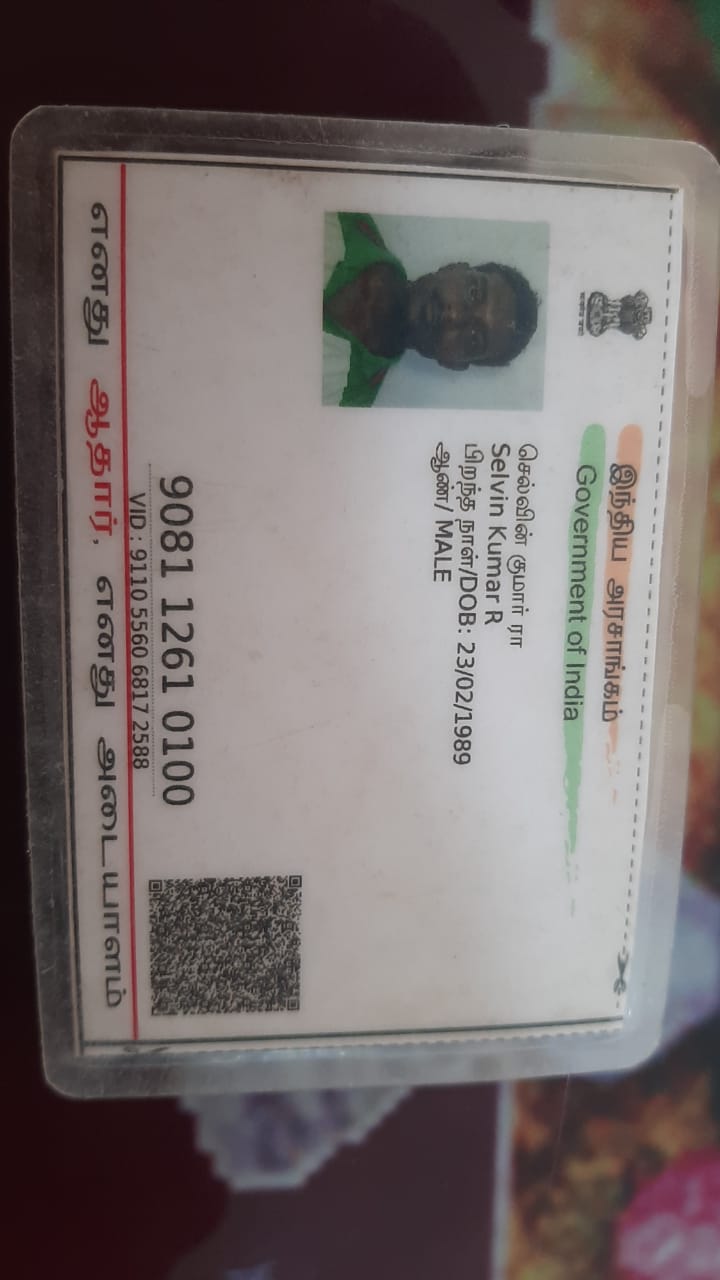 இந்திய அரசாங்கம்
Government of India
செல்வின் குமார் ரா
Selvin Kumar R
பிறந்த நாள்/DOB: 23/02/1989
ஆண்/ MALE
9081 1261 0100
VID : 9110 5560 6817 2588
எனது ஆதார், எனது அடையாளம்